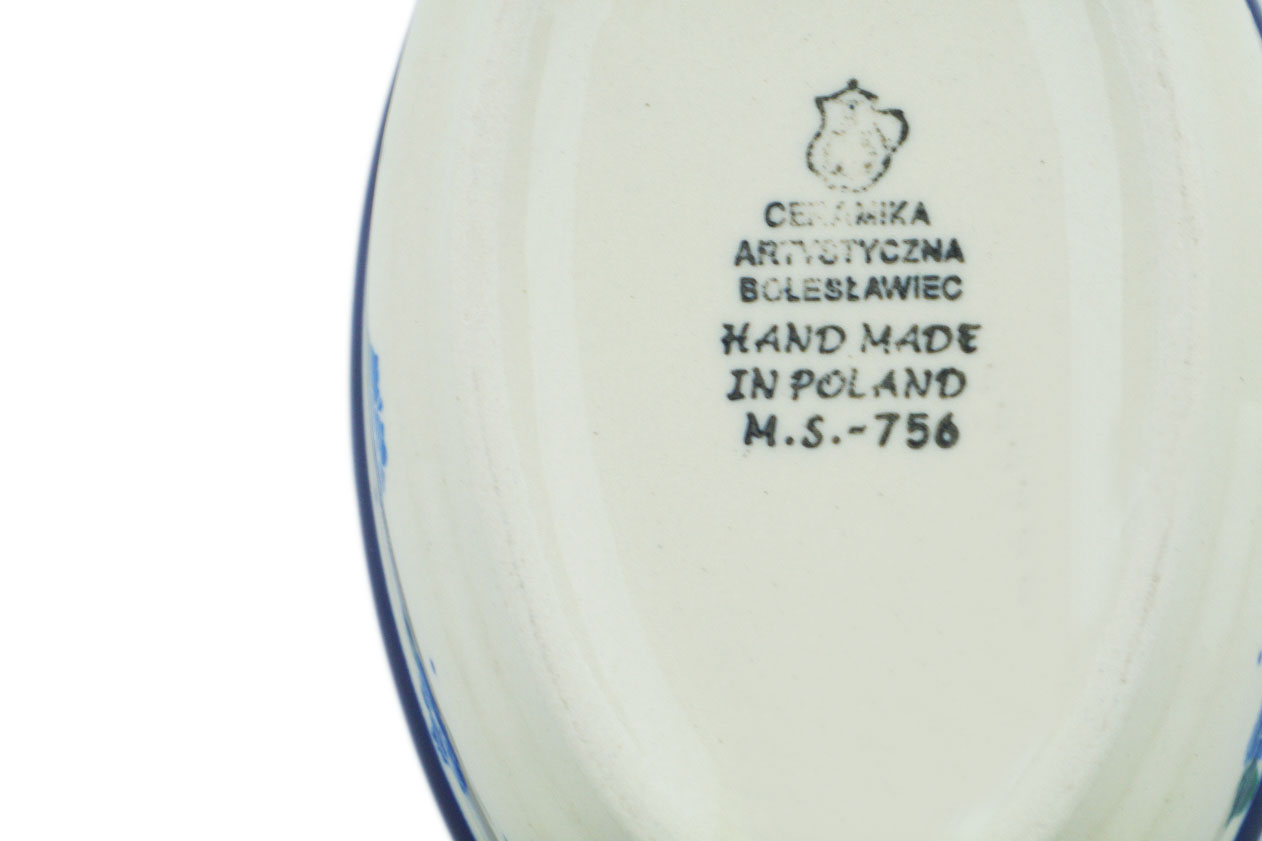 CERAMIKA
ARTYSTYCZNA
BOLESŁAWIEC
HAND MADE
IN POLAND
M.S.-756